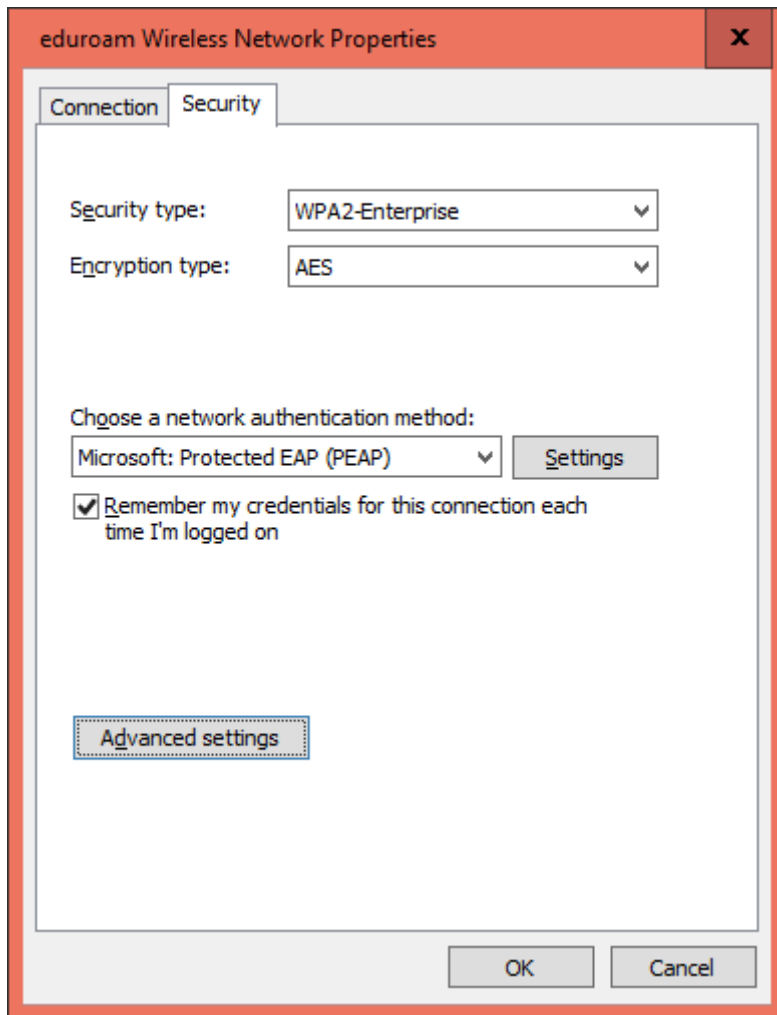 eduroam Wireless Network Properties
x
Connection
Security
Security type:
WPA2-Enterprise
Encryption type:
AES
Choose a network authentication method:
Microsoft: Protected EAP (PEAP)
Settings
Remember my credentials for this connection each
time I'm logged on
Advanced settings
OK
Cancel